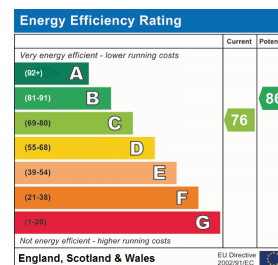 Energy Efficiency Rating
Current Poten
Very energy efficient - lower running costs
(92+) A
(81-91) B
86
(69-80) C
76
(55-68) D
(39-54) E
(21-38) F
(1-20) G
Not energy efficient - higher running costs
England, Scotland & Wales
EU Directive
2002/91/EC